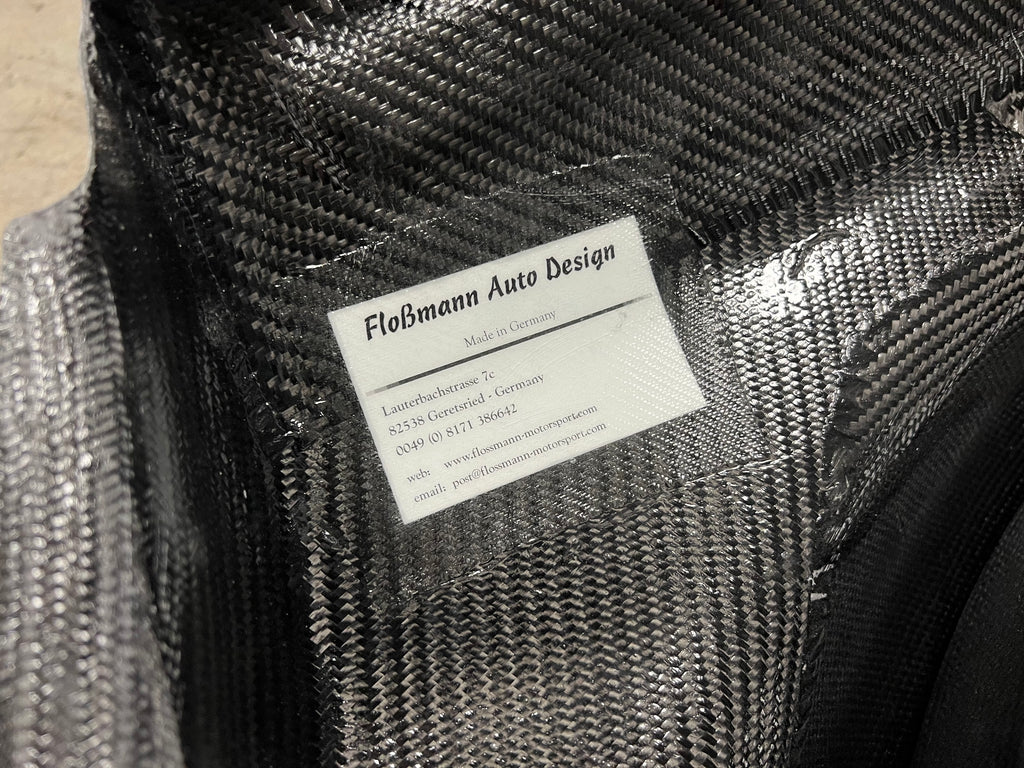 Floßmann Auto Design
Made in Germany
Lauterbachstrasse 7c
82538 Geretsried - Germany
0049 (0) 8171 386642
web: www.flossmann-motorsport.com
email: post@flossmann-motorsport.com